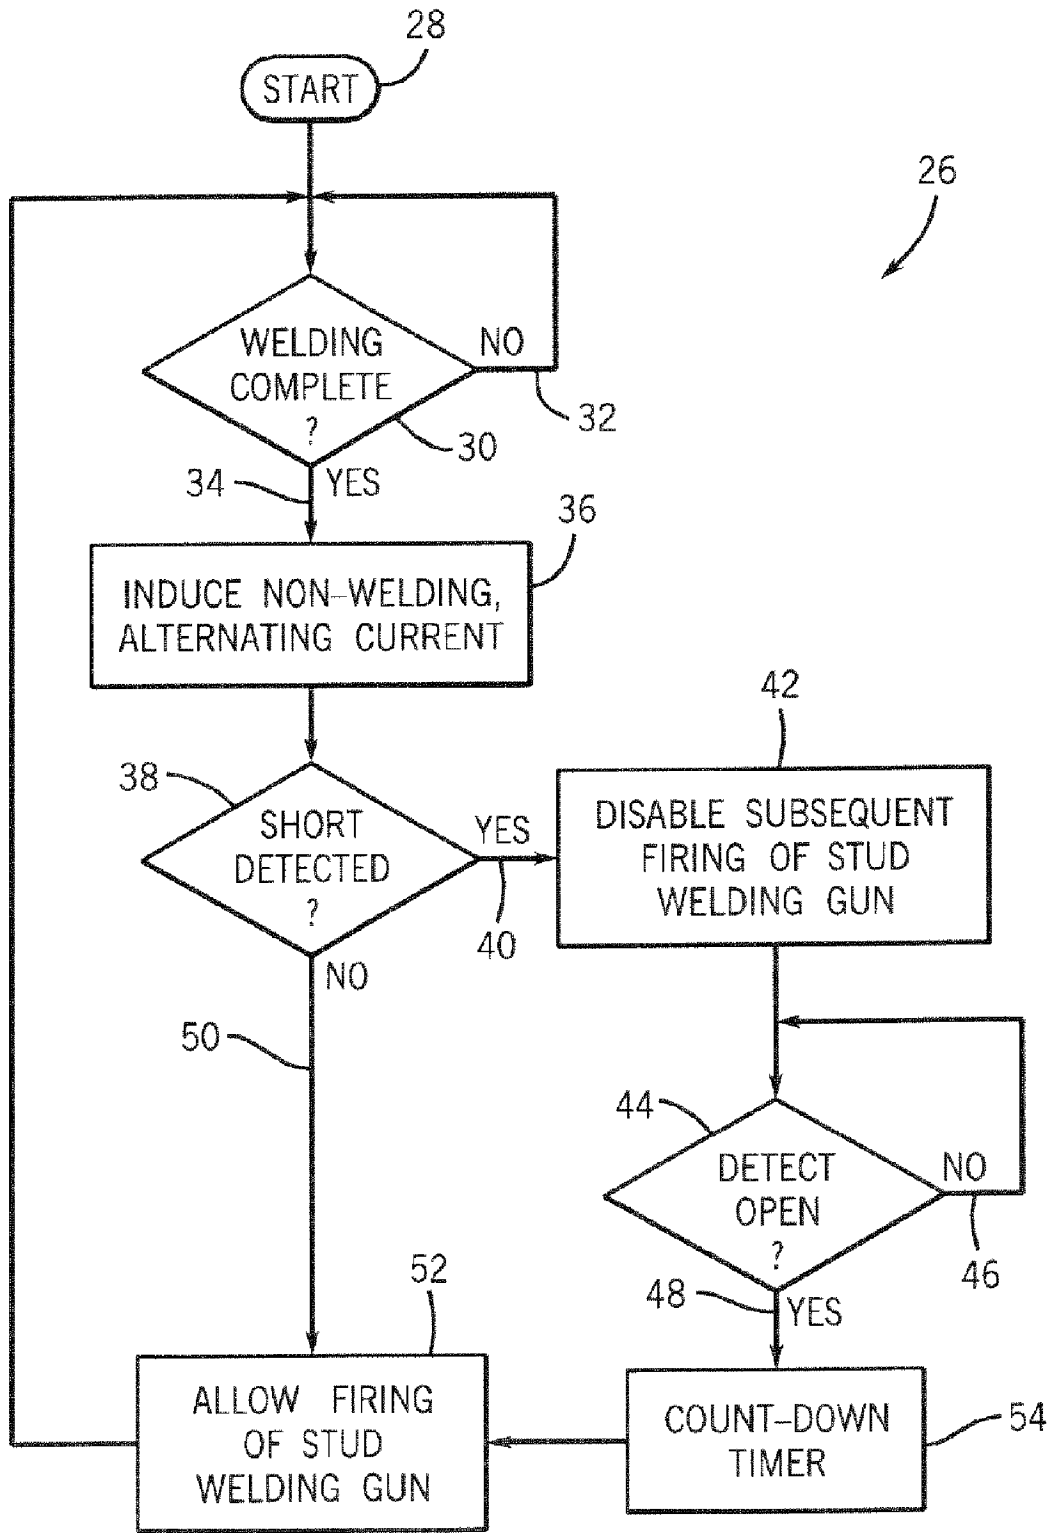 28
START
26
WELDING
COMPLETE
?
NO
32
30
34
YES
36
INDUCE NON-WELDING,
ALTERNATING CURRENT
38
SHORT
DETECTED
?
YES
40
42
DISABLE SUBSEQUENT
FIRING OF STUD
WELDING GUN
NO
50
44
DETECT
OPEN
?
NO
46
48
YES
52
ALLOW FIRING
OF STUD
WELDING GUN
COUNT-DOWN
TIMER
54